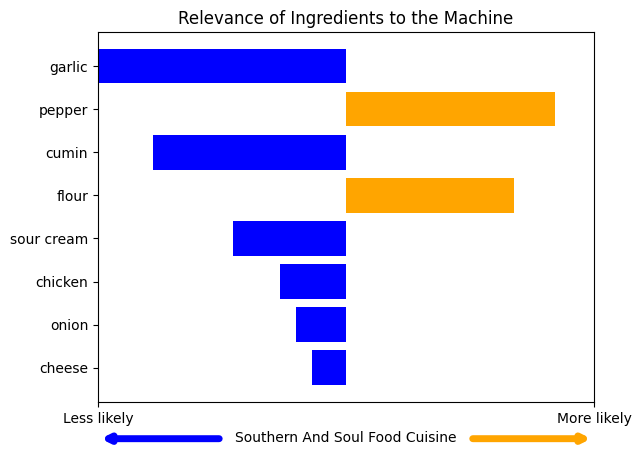 Relevance of Ingredients to the Machine
garlic
pepper
cumin
flour
sour cream
chicken
onion
cheese
Less likely
More likely
Southern And Soul Food Cuisine